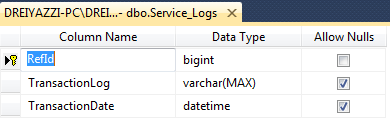 DREIYAZZI-PC\DREI...- dbo.Service_Logs
Column Name Data Type Allow Nulls
RefId bigint
TransactionLog varchar(MAX)
TransactionDate datetime